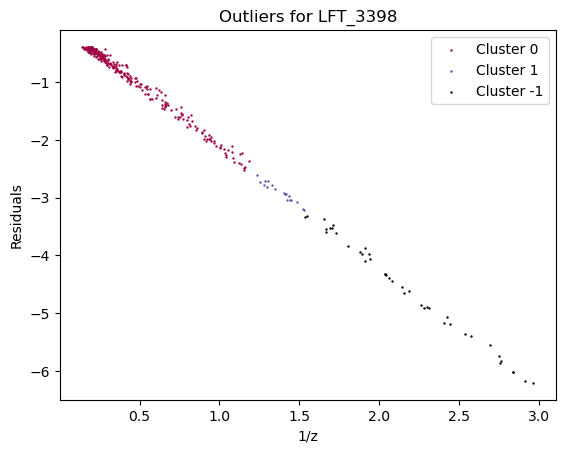 Outliers for LFT_3398
Cluster 0
Cluster 1
Cluster -1
Residuals
−1
−2
−3
−4
−5
−6
0.5 1.0 1.5 2.0 2.5 3.0
1/z